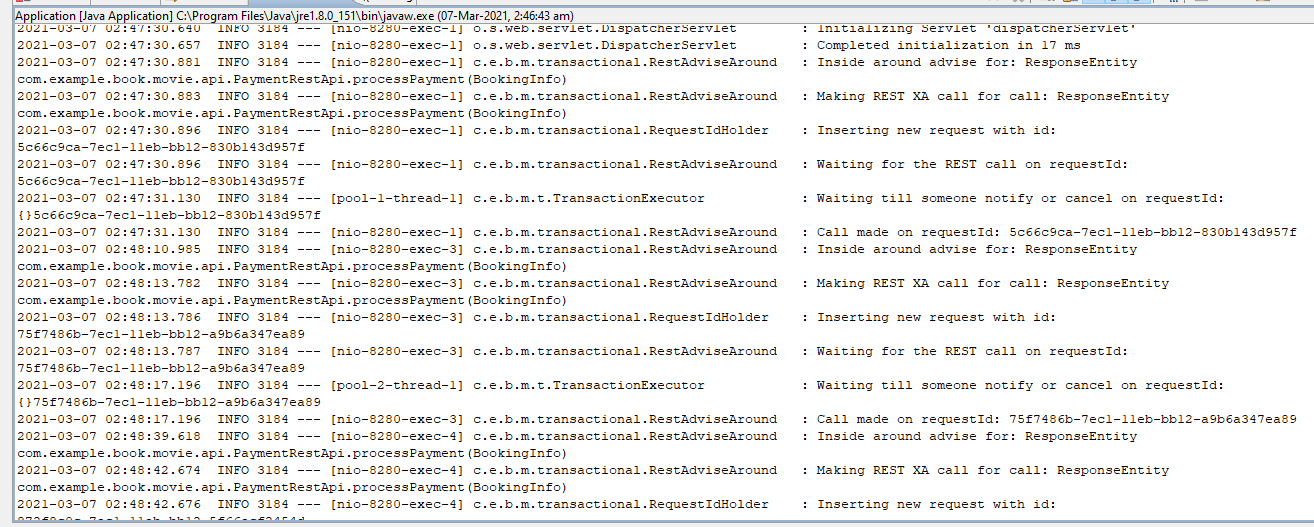 Application [Java Application] C:\Program Files\Java\jre1.8.0_151\bin\javaw.exe (07-Mar-2021, 2:46:43 am)
2021-03-07 02:47:30.640  INFO 3184 --- [nio-8280-exec-1] o.s.web.servlet.DispatcherServlet        : Initializing Servlet 'dispatcherServlet'
2021-03-07 02:47:30.657  INFO 3184 --- [nio-8280-exec-1] o.s.web.servlet.DispatcherServlet        : Completed initialization in 17 ms
2021-03-07 02:47:30.881  INFO 3184 --- [nio-8280-exec-1] c.e.b.m.transactional.RestAdviseAround   : Inside around advise for: ResponseEntity
com.example.book.movie.api.PaymentRestApi.processPayment(BookingInfo)
2021-03-07 02:47:30.883  INFO 3184 --- [nio-8280-exec-1] c.e.b.m.transactional.RestAdviseAround   : Making REST XA call for call: ResponseEntity
com.example.book.movie.api.PaymentRestApi.processPayment(BookingInfo)
2021-03-07 02:47:30.896  INFO 3184 --- [nio-8280-exec-1] c.e.b.m.transactional.RequestIdHolder    : Inserting new request with id:
5c66c9ca-7ec1-11eb-bb12-830b143d957f
2021-03-07 02:47:30.896  INFO 3184 --- [nio-8280-exec-1] c.e.b.m.transactional.RestAdviseAround   : Waiting for the REST call on requestId:
5c66c9ca-7ec1-11eb-bb12-830b143d957f
2021-03-07 02:47:31.130  INFO 3184 --- [pool-1-thread-1] c.e.b.m.t.TransactionExecutor            : Waiting till someone notify or cancel on requestId:
{}5c66c9ca-7ec1-11eb-bb12-830b143d957f
2021-03-07 02:47:31.130  INFO 3184 --- [nio-8280-exec-1] c.e.b.m.transactional.RestAdviseAround   : Call made on requestId: 5c66c9ca-7ec1-11eb-bb12-830b143d957f
2021-03-07 02:48:10.985  INFO 3184 --- [nio-8280-exec-3] c.e.b.m.transactional.RestAdviseAround   : Inside around advise for: ResponseEntity
com.example.book.movie.api.PaymentRestApi.processPayment(BookingInfo)
2021-03-07 02:48:13.782  INFO 3184 --- [nio-8280-exec-3] c.e.b.m.transactional.RestAdviseAround   : Making REST XA call for call: ResponseEntity
com.example.book.movie.api.PaymentRestApi.processPayment(BookingInfo)
2021-03-07 02:48:13.786  INFO 3184 --- [nio-8280-exec-3] c.e.b.m.transactional.RequestIdHolder    : Inserting new request with id:
75f7486b-7ec1-11eb-bb12-a9b6a347ea89
2021-03-07 02:48:13.787  INFO 3184 --- [nio-8280-exec-3] c.e.b.m.transactional.RestAdviseAround   : Waiting for the REST call on requestId:
75f7486b-7ec1-11eb-bb12-a9b6a347ea89
2021-03-07 02:48:17.196  INFO 3184 --- [pool-2-thread-1] c.e.b.m.t.TransactionExecutor            : Waiting till someone notify or cancel on requestId:
{}75f7486b-7ec1-11eb-bb12-a9b6a347ea89
2021-03-07 02:48:17.196  INFO 3184 --- [nio-8280-exec-3] c.e.b.m.transactional.RestAdviseAround   : Call made on requestId: 75f7486b-7ec1-11eb-bb12-a9b6a347ea89
2021-03-07 02:48:39.618  INFO 3184 --- [nio-8280-exec-4] c.e.b.m.transactional.RestAdviseAround   : Inside around advise for: ResponseEntity
com.example.book.movie.api.PaymentRestApi.processPayment(BookingInfo)
2021-03-07 02:48:42.674  INFO 3184 --- [nio-8280-exec-4] c.e.b.m.transactional.RestAdviseAround   : Making REST XA call for call: ResponseEntity
com.example.book.movie.api.PaymentRestApi.processPayment(BookingInfo)
2021-03-07 02:48:42.676  INFO 3184 --- [nio-8280-exec-4] c.e.b.m.transactional.RequestIdHolder    : Inserting new request with id: